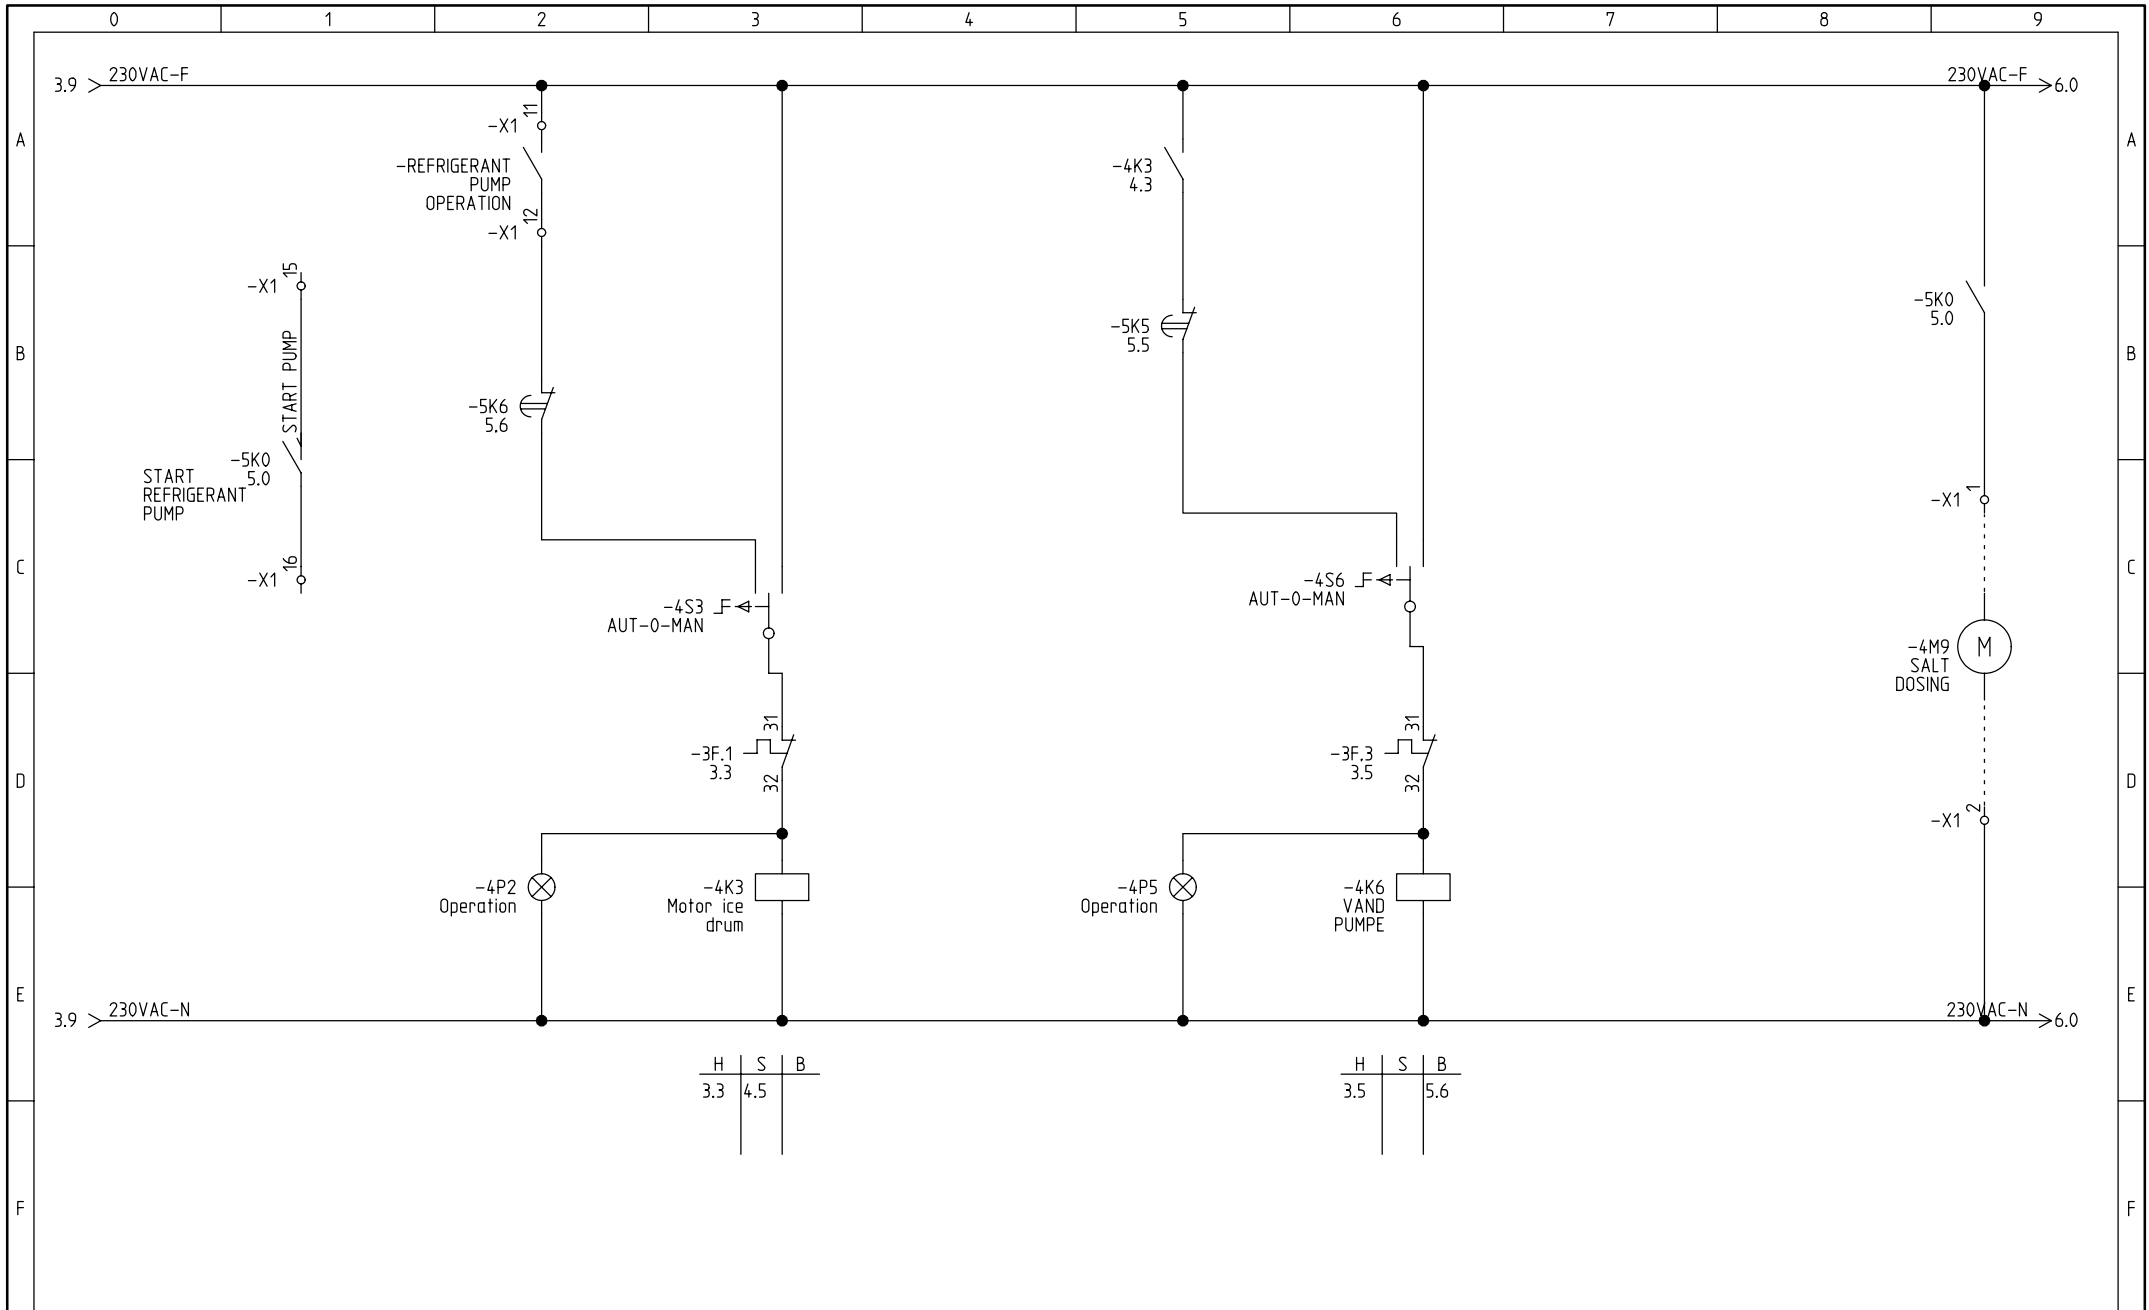 0 1 2 3 4 5 6 7 8 9
3.9 230VAC-F 230VAC-F 6.0
A A
-X1 11
-REFRIGERANT
PUMP
OPERATION
-X1 12
-4K3
4.3
B B
-X1 15
START PUMP
-5K0
5.0
START
REFRIGERANT
PUMP
-X1 16
-5K6
5.6
-5K5
5.5
-5K0
5.0
C C
-4S3
AUT-0-MAN
-4S6
AUT-0-MAN
-X1 1
-4M9 M
SALT
DOSING
D D
31
-3F.1
3.3
32
31
-3F.3
3.5
32
-X1 2
-4P2
Operation
-4K3
Motor ice
drum
-4P5
Operation
-4K6
VAND
PUMPE
E E
3.9 230VAC-N 230VAC-N 6.0
H S B
3.3 4.5
H S B
3.5 5.6
F F